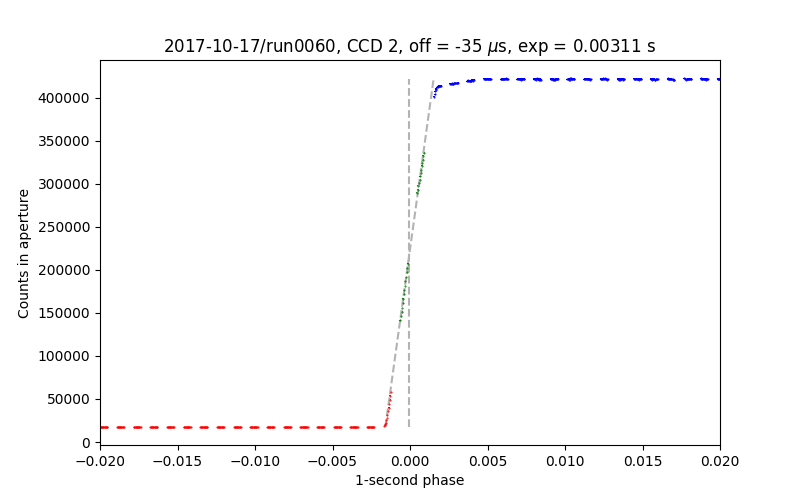 2017-10-17/run0060, CCD 2, off = -35 μs, exp = 0.00311 s
400000
350000
300000
250000
200000
150000
100000
50000
0
Counts in aperture
−0.020 −0.015 −0.010 −0.005 0.000 0.005 0.010 0.015 0.020
1-second phase